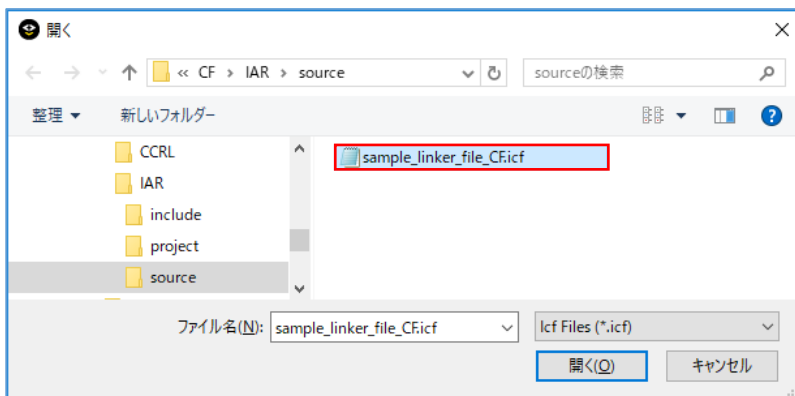 開く
« CF > IAR > source
sourceの検索
整理
新しいフォルダー
CCRL
IAR
include
project
source
sample_linker_file_CF.icf
ファイル名(N):
sample_linker_file_CF.icf
Icf Files (*.icf)
開く(O)
キャンセル